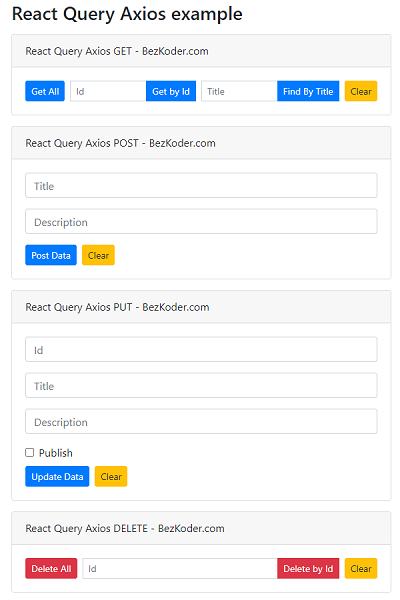 React Query Axios example
React Query Axios GET - BezKoder.com
Get All Id Get by Id Title Find By Title Clear
React Query Axios POST - BezKoder.com
Title
Description
Post Data Clear
React Query Axios PUT - BezKoder.com
Id
Title
Description
Publish
Update Data Clear
React Query Axios DELETE - BezKoder.com
Delete All Id Delete by Id Clear